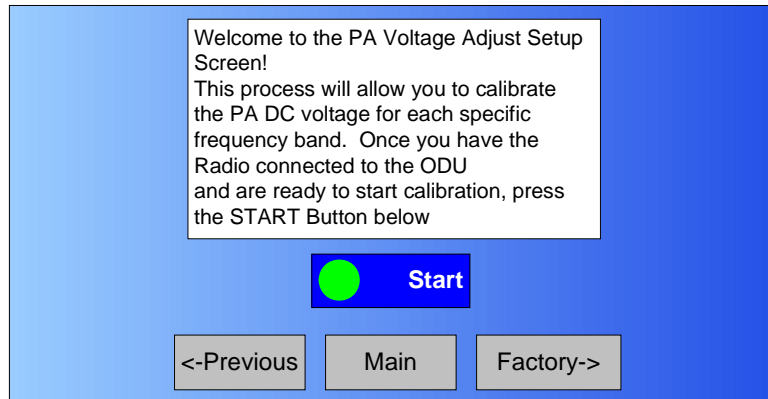 Welcome to the PA Voltage Adjust Setup
Screen!
This process will allow you to calibrate
the PA DC voltage for each specific
frequency band.  Once you have the
Radio connected to the ODU
and are ready to start calibration, press
the START Button below
Start
<-Previous
Main
Factory->